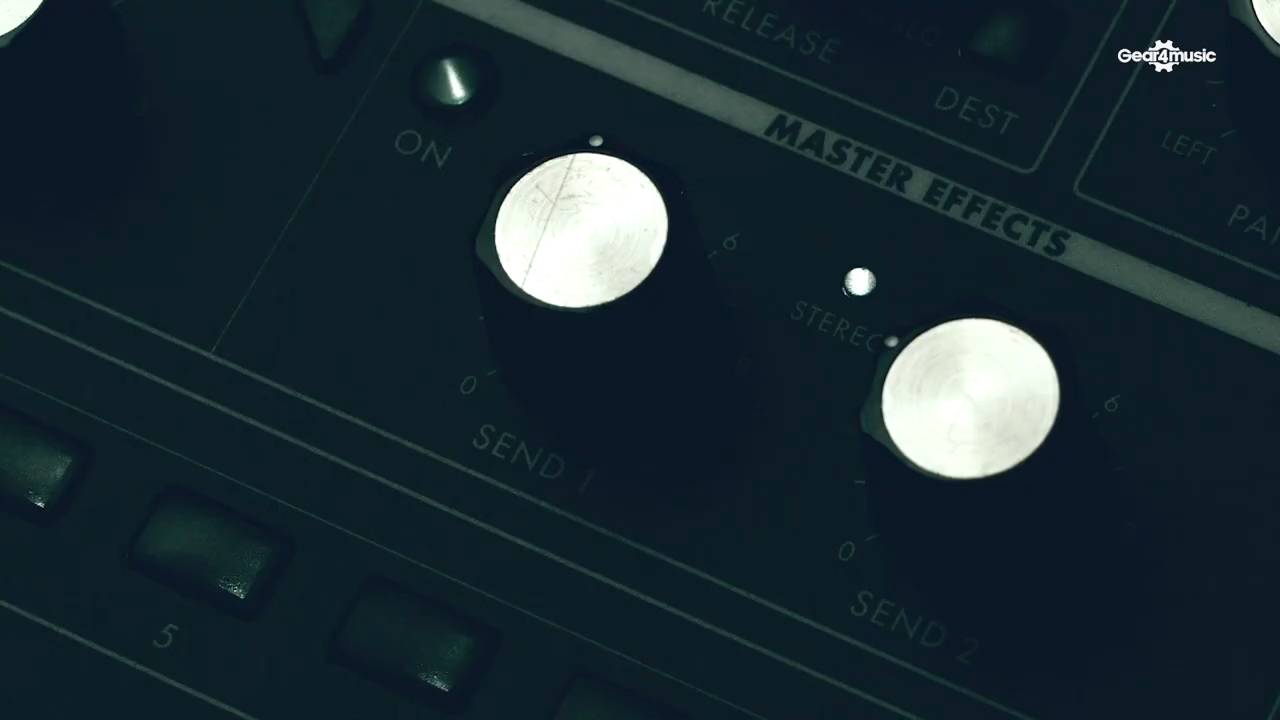 RELEASE
DEST
Gear4music
LEFT
ON
MASTER EFFECTS
6
STEREO
6
0
SEND 1
0
SEND 2
5